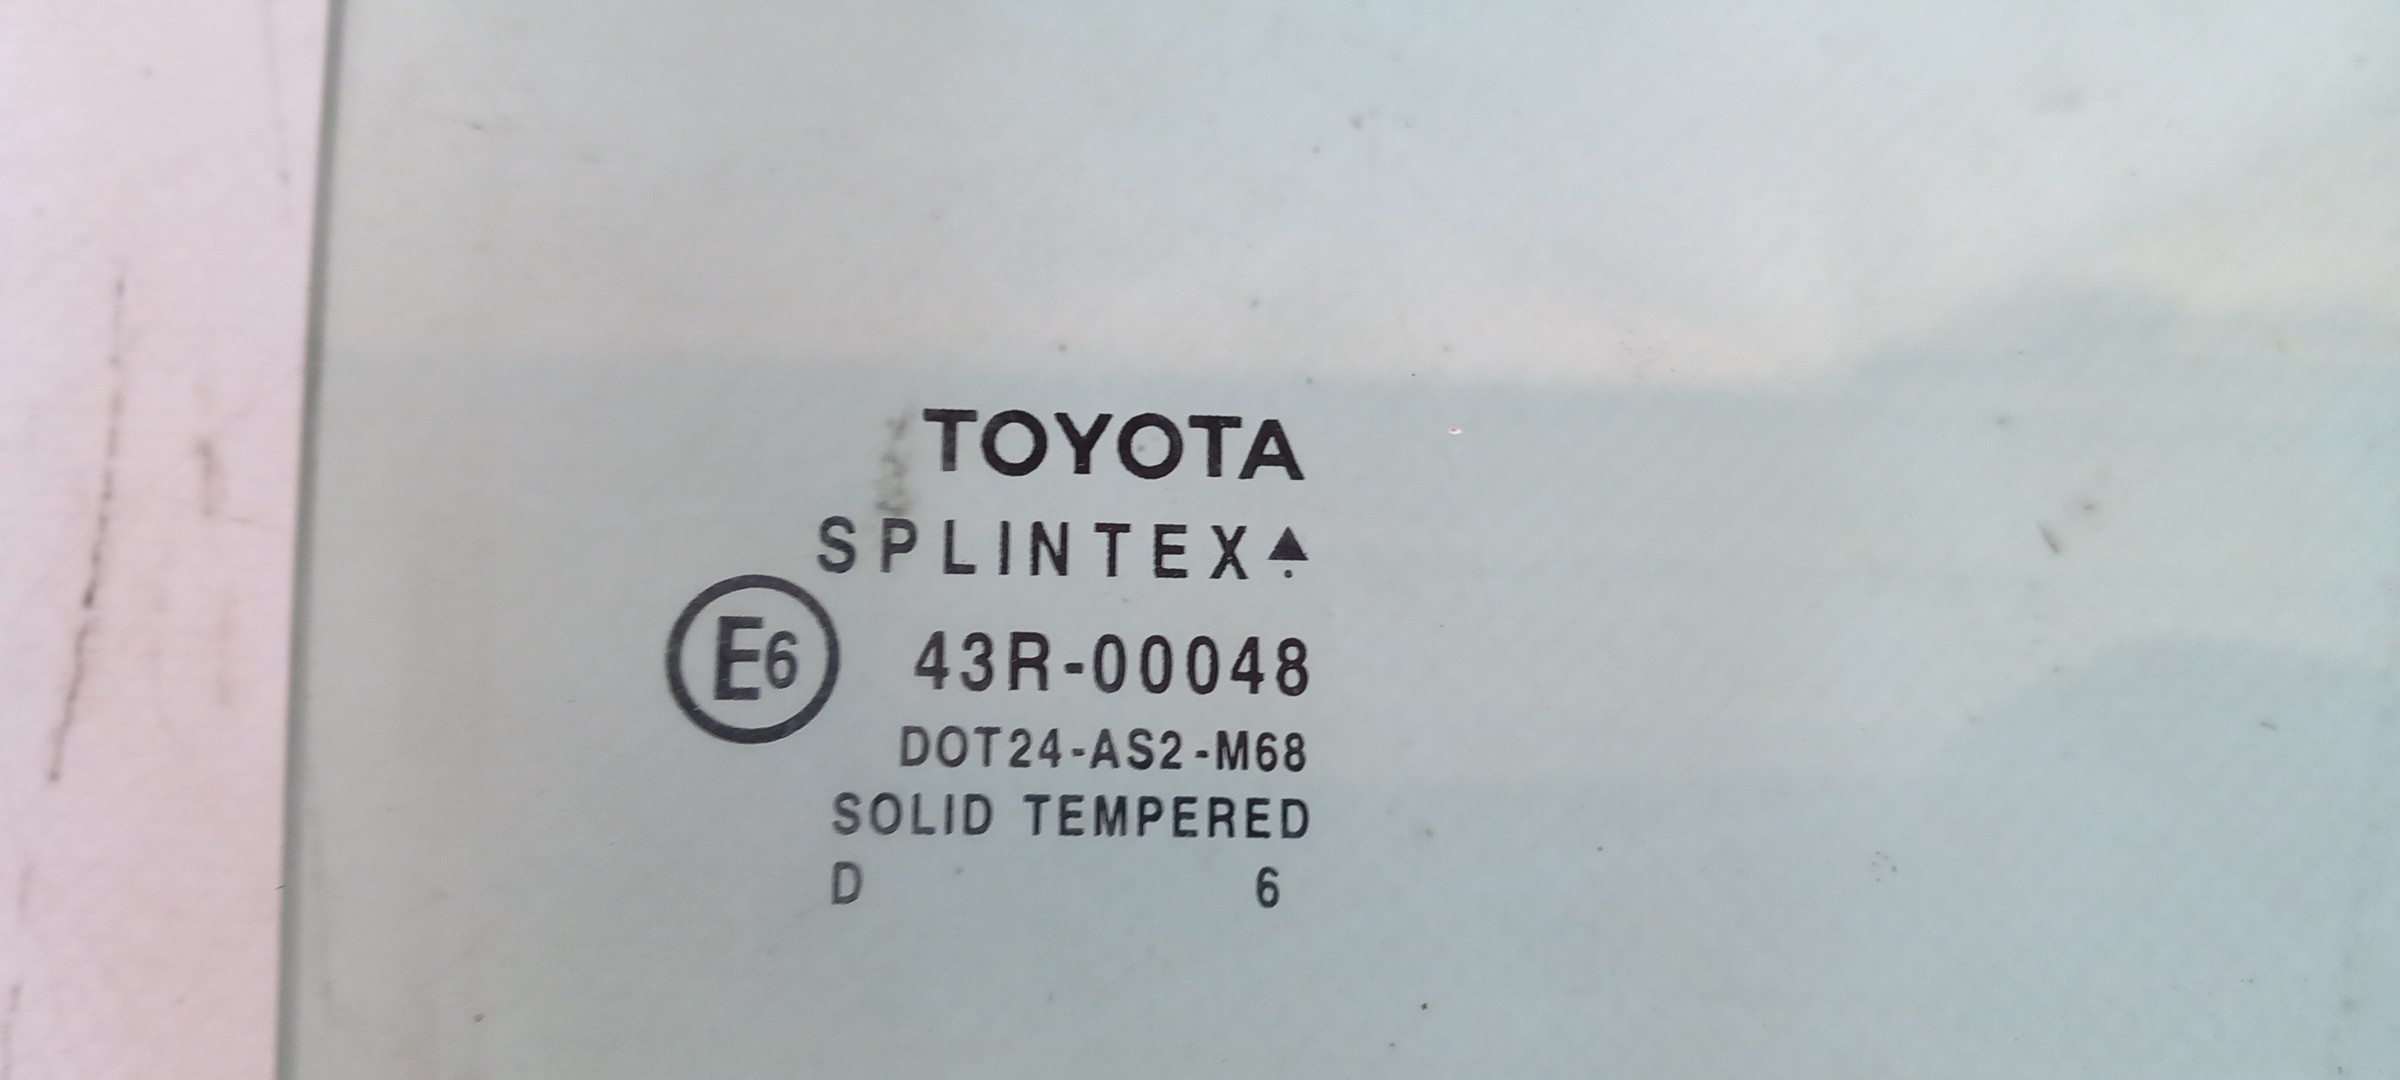 TOYOTA
SPLINTEX
E6 43R-00048
DOT24-AS2-M68
SOLID TEMPERED
D 6